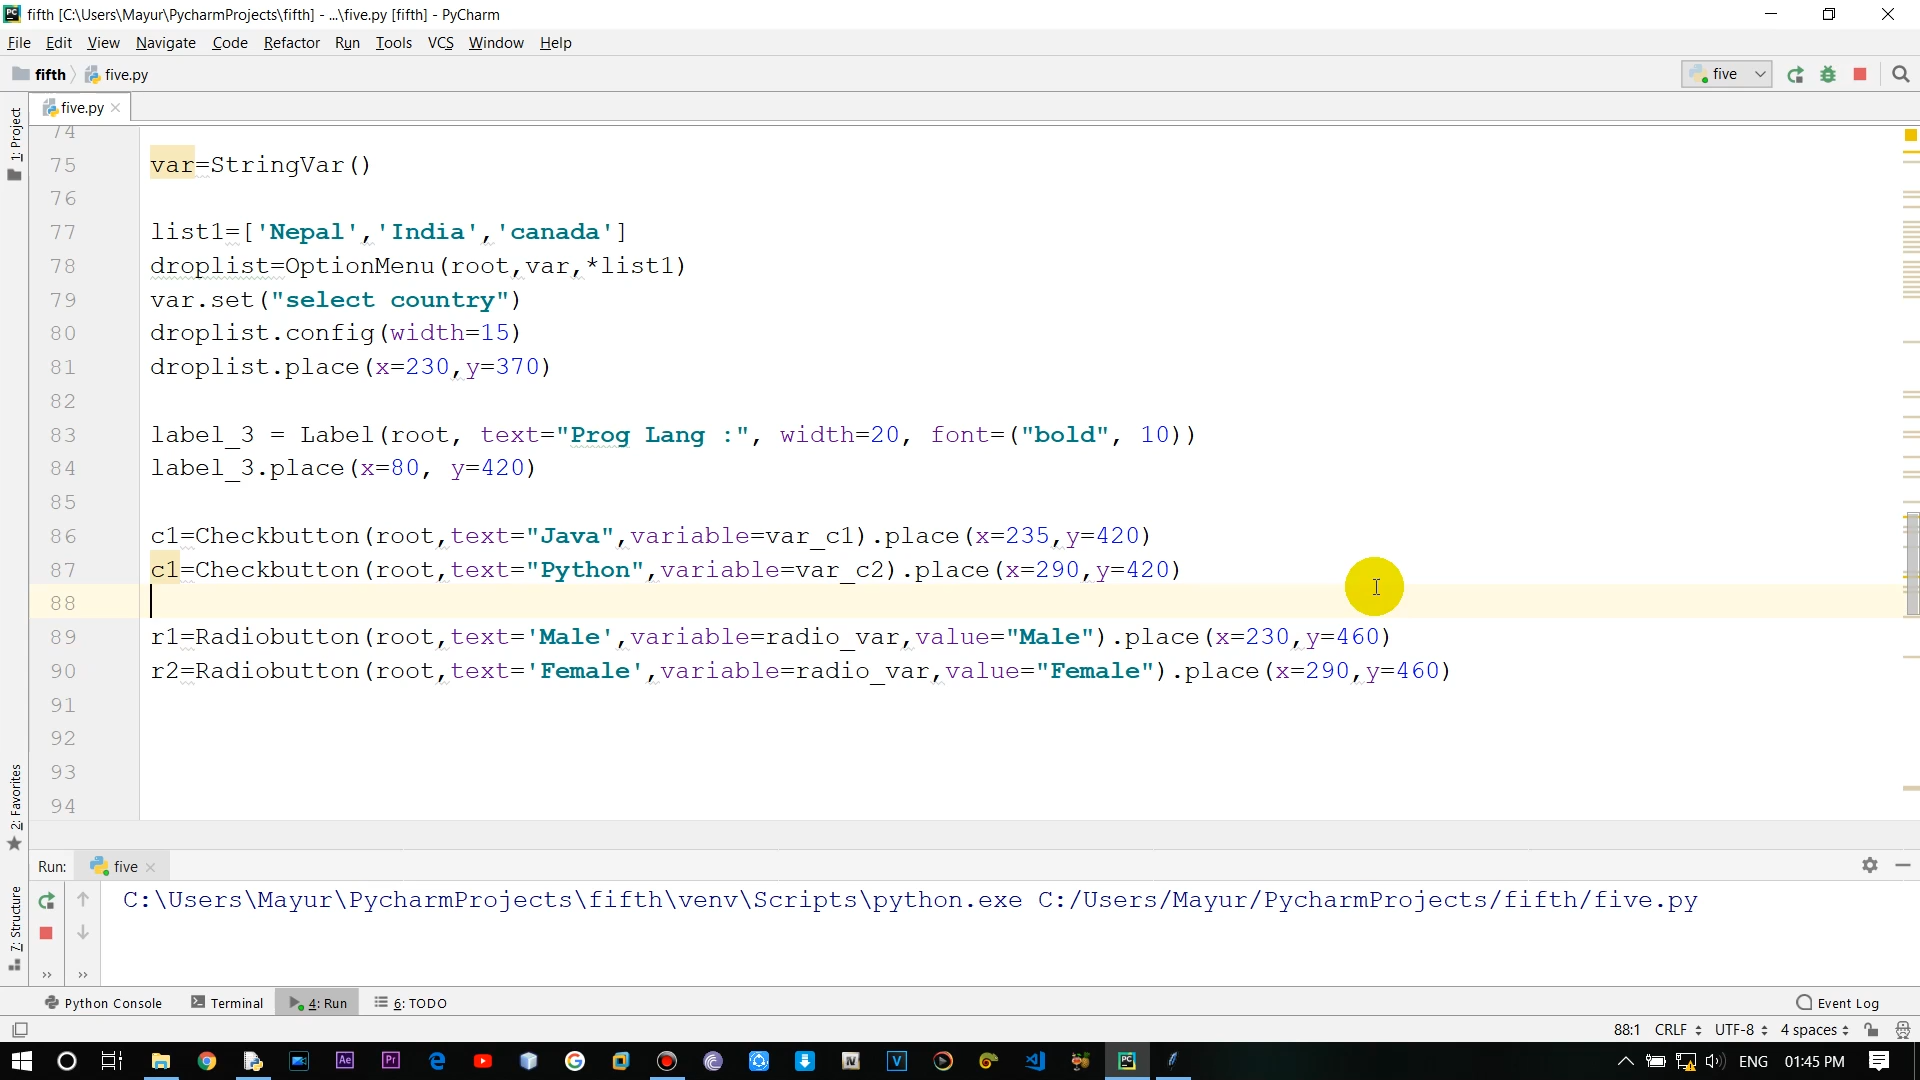 fifth [C:\Users\Mayur\PycharmProjects\fifth] - ...\five.py [fifth] - PyCharm
File Edit View Navigate Code Refactor Run Tools VCS Window Help
fifth five.py five
1: Project
five.py
74
75 var=StringVar()
76
77 list1=['Nepal','India','canada']
78 droplist=OptionMenu(root,var,*list1)
79 var.set("select country")
80 droplist.config(width=15)
81 droplist.place(x=230,y=370)
82
83 label_3 = Label(root, text="Prog Lang :", width=20, font=("bold", 10))
84 label_3.place(x=80, y=420)
85
86 c1=Checkbutton(root,text="Java",variable=var_c1).place(x=235,y=420)
87 c1=Checkbutton(root,text="Python",variable=var_c2).place(x=290,y=420)
88
89 r1=Radiobutton(root,text='Male',variable=radio_var,value="Male").place(x=230,y=460)
90 r2=Radiobutton(root,text='Female',variable=radio_var,value="Female").place(x=290,y=460)
91
92
93
94
2: Favorites
7: Structure
Run: five
C:\Users\Mayur\PycharmProjects\fifth\venv\Scripts\python.exe C:/Users/Mayur/PycharmProjects/fifth/five.py
Python Console Terminal 4: Run 6: TODO Event Log
88:1 CRLF UTF-8 4 spaces
Ae Pr ENG 01:45 PM